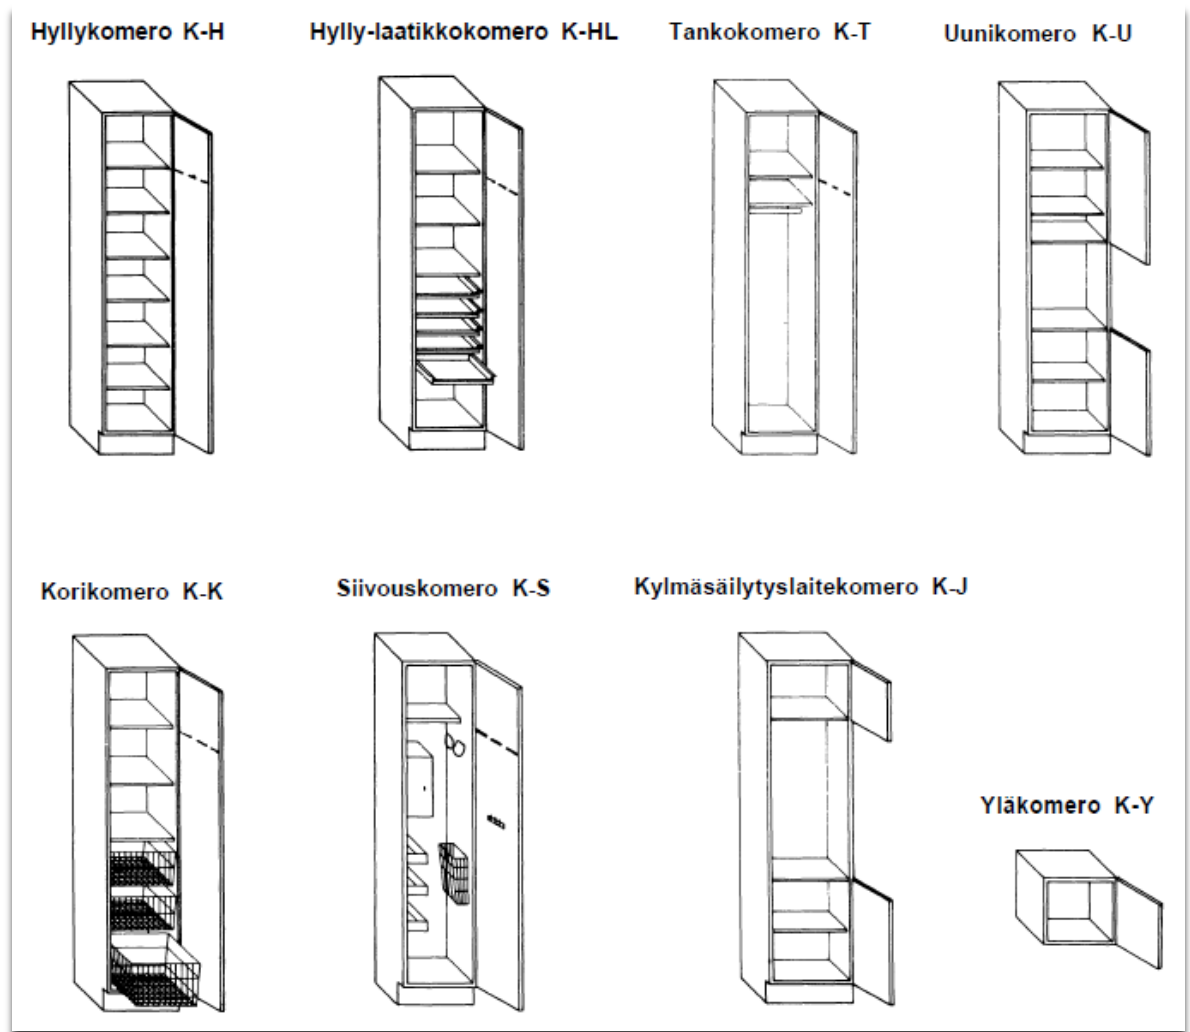 Hyllykomero K-H
Hylly-laatikkokomero K-HL
Tankokomero K-T
Uunikomero K-U
Korikomero K-K
Siivouskomero K-S
Kylmäsäilytyslaitekomero K-J
Yläkomero K-Y